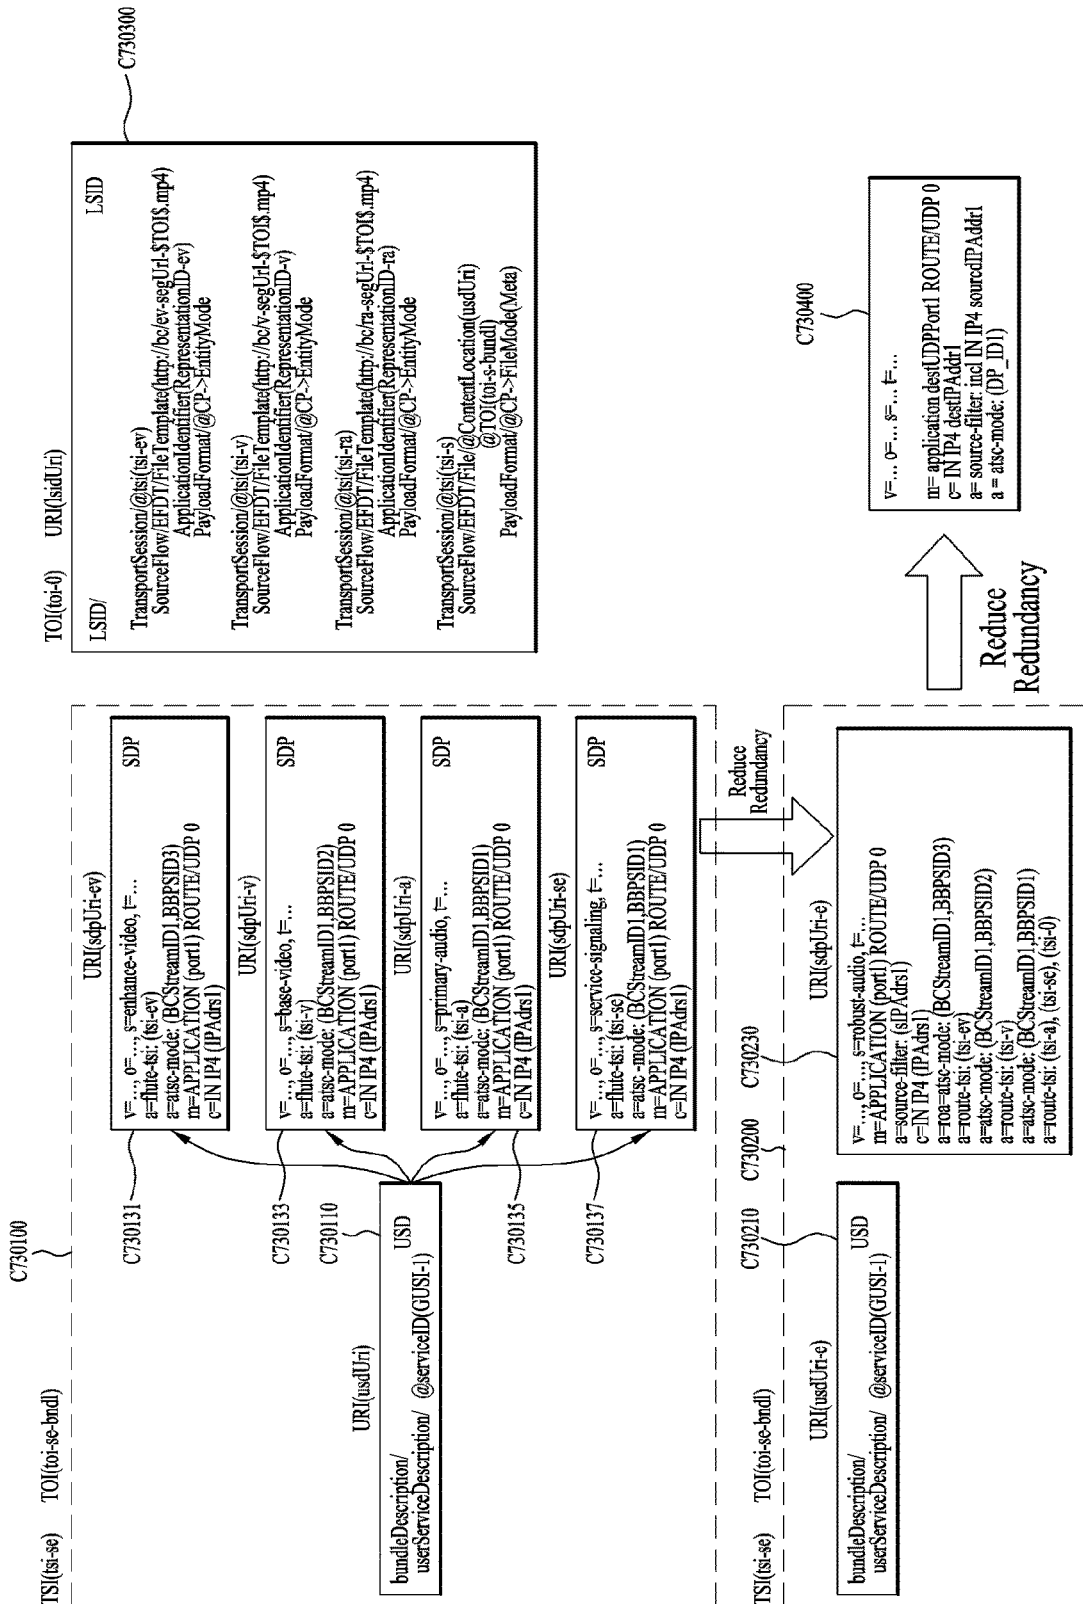 C730100
TSI(tsi-se) TOI(toi-se-bndl)
URI(usdUri)
bundleDescription/
userServiceDescription/ @serviceID(GUSI-1)
USD
C730110
URI(sdpUri-ev)
v=..., o=..., s=enhance-video, t=... SDP
a=flute-tsi: (tsi-ev)
a=atsc-mode: (BCStreamID1,BBPSID3)
m=APPLICATION (port1) ROUTE/UDP 0
c=IN IP4 (IPAdrs1)
C730131
URI(sdpUri-v)
v=..., o=..., s=base-video, t=... SDP
a=flute-tsi: (tsi-v)
a=atsc-mode: (BCStreamID1,BBPSID2)
m=APPLICATION (port1) ROUTE/UDP 0
c=IN IP4 (IPAdrs1)
C730133
URI(sdpUri-a)
v=..., o=..., s=primary-audio, t=... SDP
a=flute-tsi: (tsi-a)
a=atsc-mode: (BCStreamID1,BBPSID1)
m=APPLICATION (port1) ROUTE/UDP 0
c=IN IP4 (IPAdrs1)
C730135
URI(sdpUri-se)
v=..., o=..., s=service-signaling, t=... SDP
a=flute-tsi: (tsi-se)
a=atsc -mode: (BCStreamID1,BBPSID1)
m=APPLICATION (port1) ROUTE/UDP 0
c=IN IP4 (IPAdrs1)
C730137
TOI(toi-0) URI(lsidUri)
C730300
LSID/ LSID
TransportSession/@tsi(tsi-ev)
SourceFlow/EFDT/FileTemplate(http://bc/ev-segUrl-$TOI$.mp4)
ApplicationIdentifier(RepresentationID-ev)
PayloadFormat/@CP->EntityMode
TransportSession/@tsi(tsi-v)
SourceFlow/EFDT/FileTemplate(http://bc/v-segUrl-$TOI$.mp4)
ApplicationIdentifier(RepresentationID-v)
PayloadFormat/@CP->EntityMode
TransportSession/@tsi(tsi-ra)
SourceFlow/EFDT/FileTemplate(http://bc/ra-segUrl-$TOI$.mp4)
ApplicationIdentifier(RepresentationID-ra)
PayloadFormat/@CP->EntityMode
TransportSession/@tsi(tsi-s)
SourceFlow/EFDT/File/@ContentLocation(usdUri)
@TOI(toi-s-bundl)
PayloadFormat/@CP->FileMode(Meta)
Reduce
Redundancy
TSI(tsi-se) TOI(toi-se-bndl)
C730210
C730200
C730230
URI(usdUri-e)
bundleDescription/
userServiceDescription/ @serviceID(GUSI-1)
USD
URI(sdpUri-e)
v=..., o=..., s=robust-audio, t=...
m=APPLICATION (port1) ROUTE/UDP 0
a=source-filter: (sIPAdrs1)
c=IN IP4 (IPAdrs1)
a=roa=atsc-mode: (BCStreamID1,BBPSID3)
a=route-tsi: (tsi-ev)
a=atsc-mode: (BCStreamID1,BBPSID2)
a=route-tsi: (tsi-v)
a=atsc-mode: (BCStreamID1,BBPSID1)
a=route-tsi: (tsi-a), (tsi-se), (tsi-0)
Reduce
Redundancy
C730400
v=... o=... s=... t=...
m= application destUDPPort1 ROUTE/UDP 0
c= IN IP4 destIPAddr1
a= source-filter: incl IN IP4 sourcedIPAddr1
a = atsc-mode: (DP_ID1)